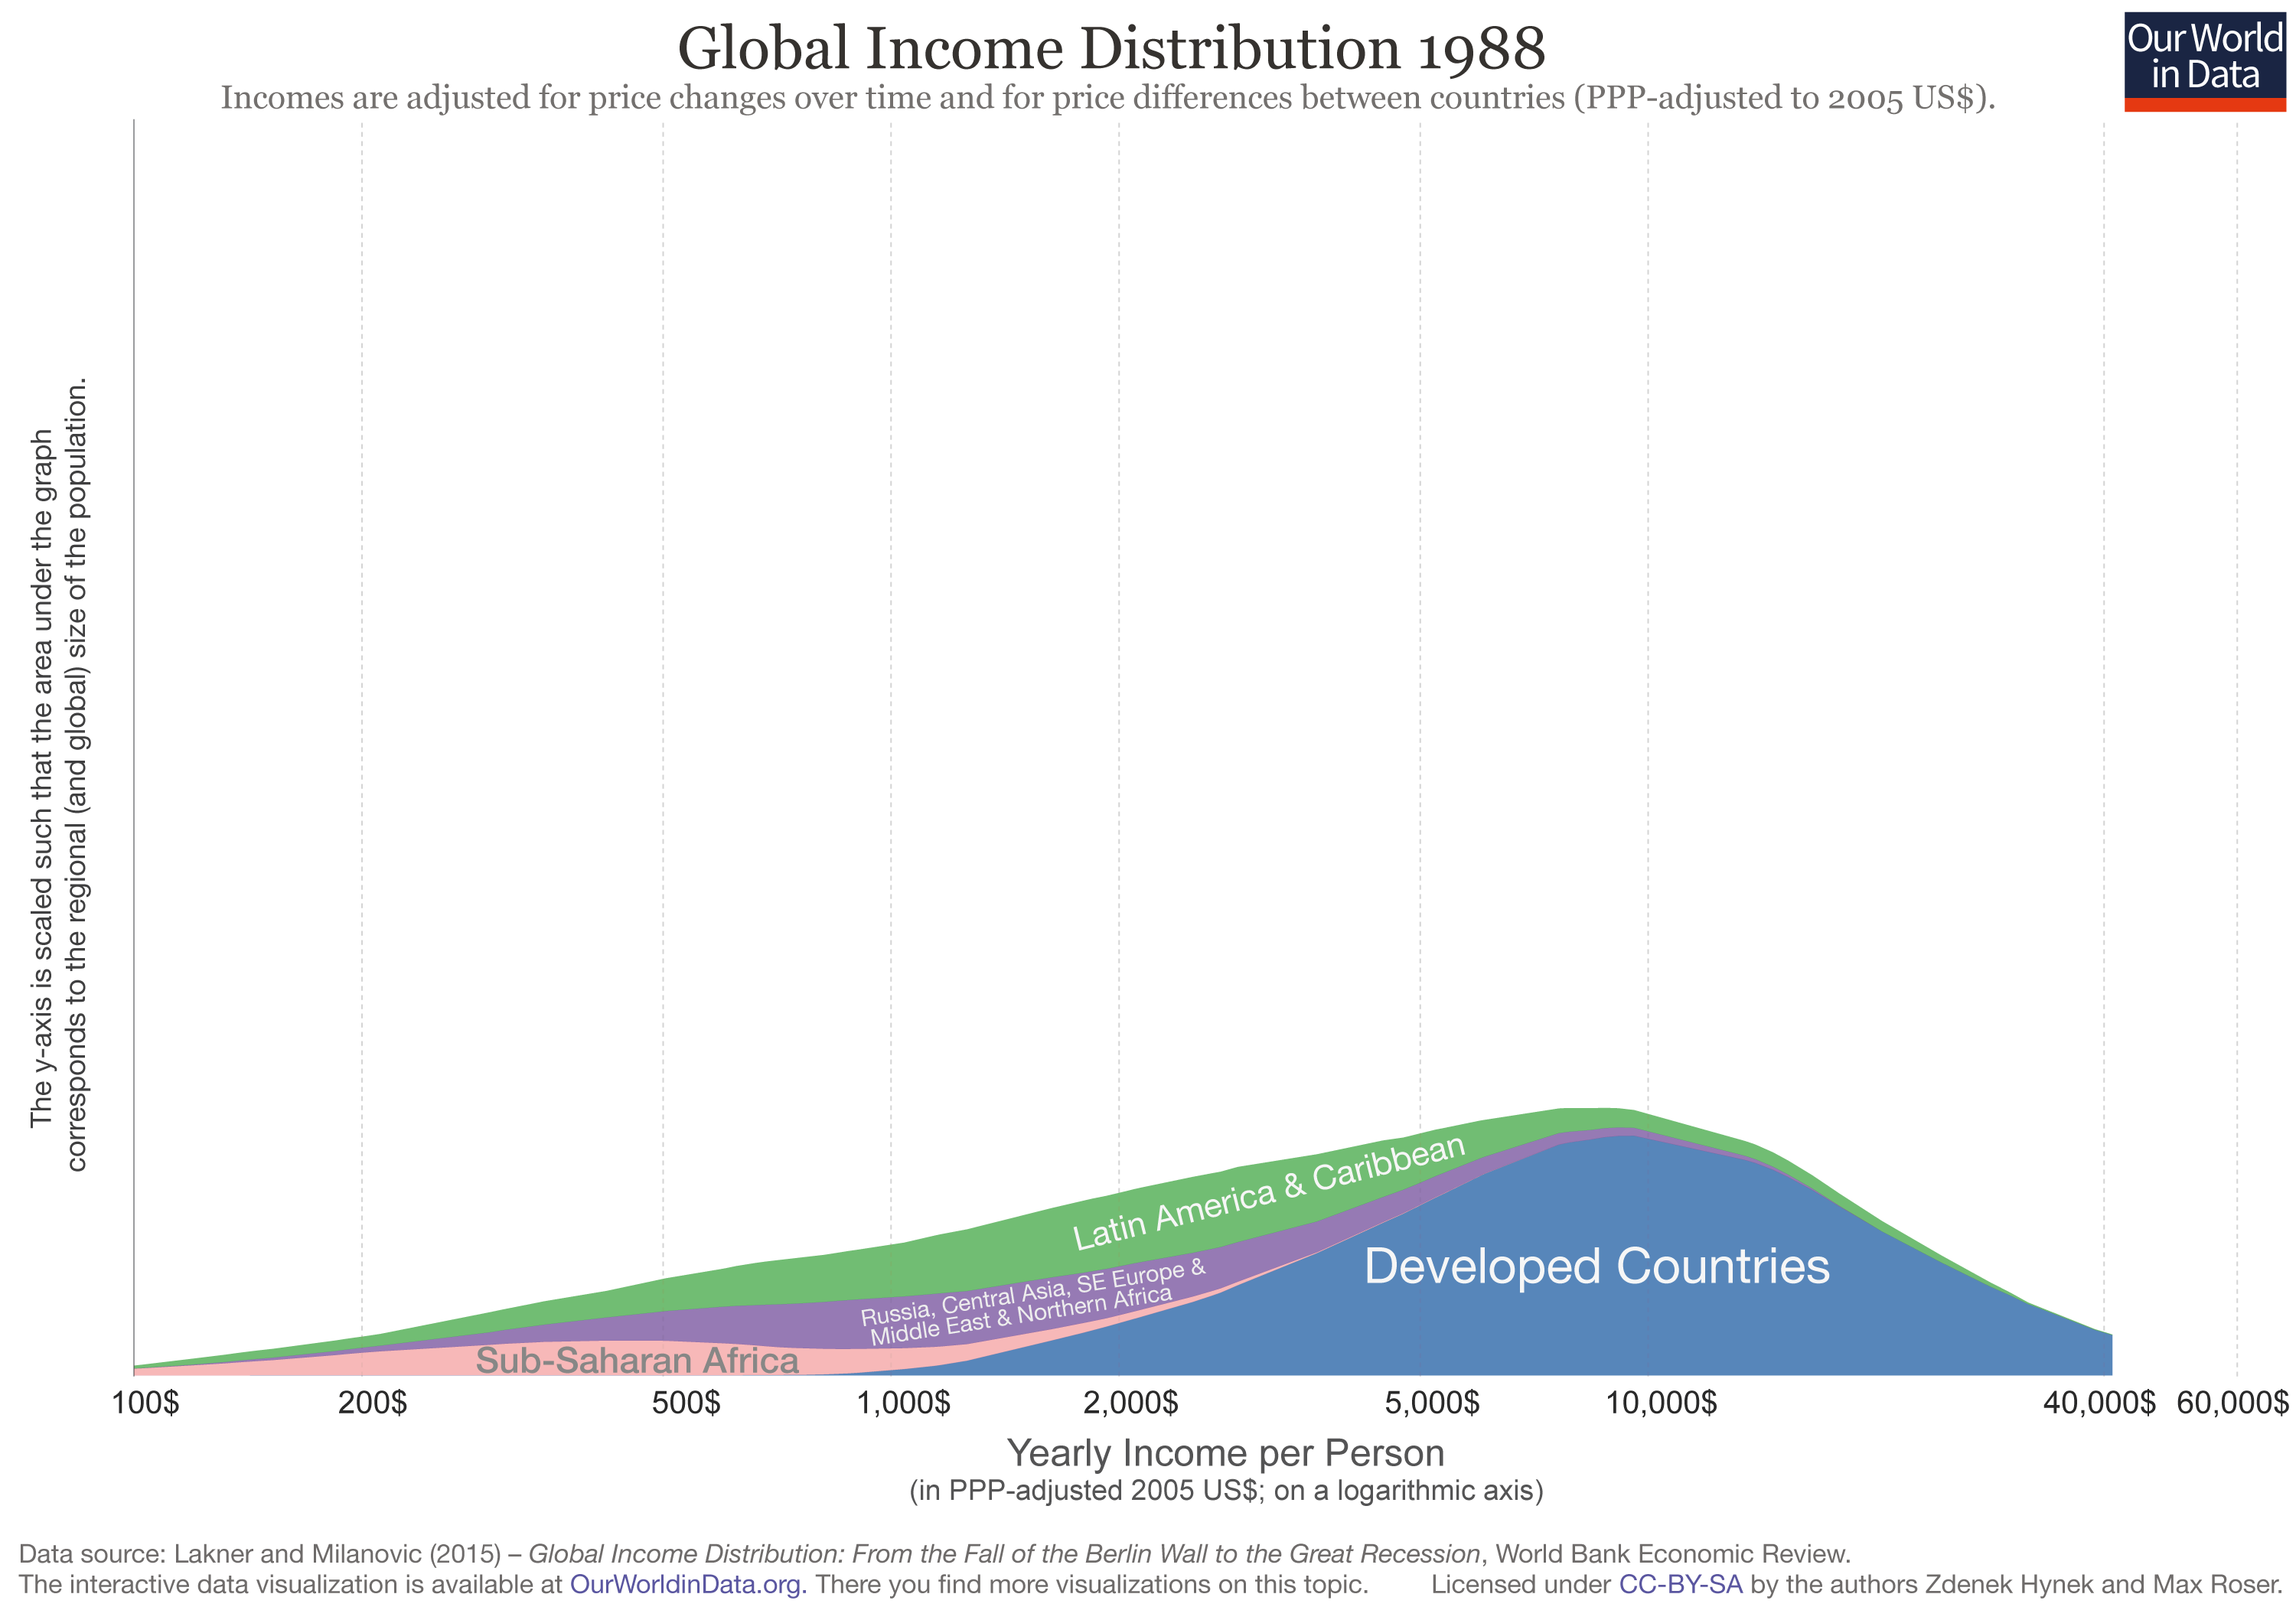 Global Income Distribution 1988
Incomes are adjusted for price changes over time and for price differences between countries (PPP-adjusted to 2005 US$).
Our World
in Data
The y-axis is scaled such that the area under the graph
corresponds to the regional (and global) size of the population.
Latin America & Caribbean
Russia, Central Asia, SE Europe &
Middle East & Northern Africa
Developed Countries
Sub-Saharan Africa
100$ 200$ 500$ 1,000$ 2,000$ 5,000$ 10,000$ 40,000$ 60,000$
Yearly Income per Person
(in PPP-adjusted 2005 US$; on a logarithmic axis)
Data source: Lakner and Milanovic (2015) – Global Income Distribution: From the Fall of the Berlin Wall to the Great Recession, World Bank Economic Review.
The interactive data visualization is available at OurWorldinData.org. There you find more visualizations on this topic. Licensed under CC-BY-SA by the authors Zdenek Hynek and Max Roser.